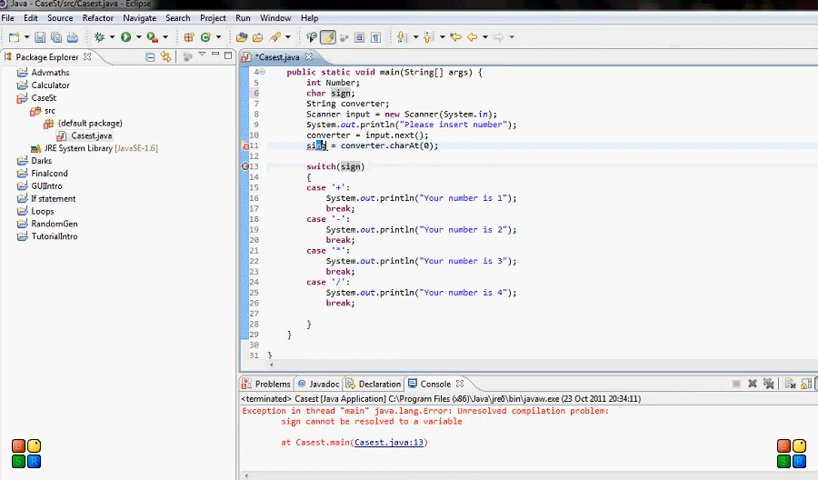 Java - CaseSt/src/Casest.java - Eclipse
File Edit Source Refactor Navigate Search Project Run Window Help
Package Explorer
*Casest.java
Advmaths
Calculator
CaseSt
src
(default package)
Casest.java
JRE System Library [JavaSE-1.6]
Darks
Finalcond
GUIIntro
If statement
Loops
RandomGen
TutorialIntro
4 public static void main(String[] args) {
5 int Number;
6 char sign;
7 String converter;
8 Scanner input = new Scanner(System.in);
9 System.out.println("Please insert number");
10 converter = input.next();
11 = converter.charAt(0);
12
13 switch(sign)
14 {
15 case '+':
16 System.out.println("Your number is 1");
17 break;
18 case '-':
19 System.out.println("Your number is 2");
20 break;
21 case '*':
22 System.out.println("Your number is 3");
23 break;
24 case '/':
25 System.out.println("Your number is 4");
26 break;
27
28 }
29 }
30
31 }
Problems Javadoc Declaration Console
<terminated> Casest [Java Application] C:\Program Files (x86)\Java\jre6\bin\javaw.exe (23 Oct 2011 20:34:11)
Exception in thread "main" java.lang.Error: Unresolved compilation problem:
sign cannot be resolved to a variable
at Casest.main(Casest.java:13)